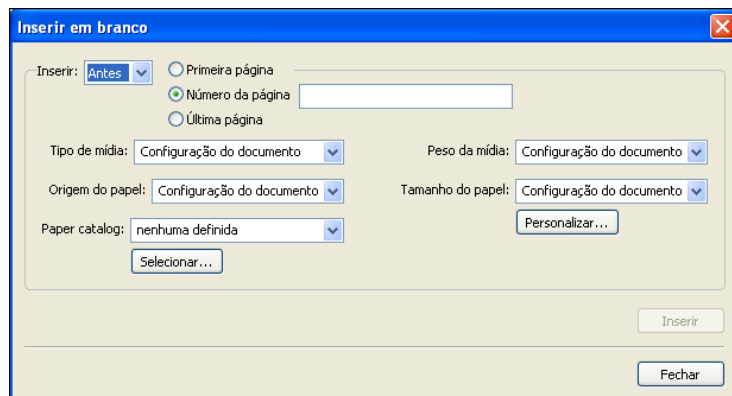 Inserir em branco
Inserir: Antes
Primeira página
Número da página
Última página
Tipo de mídia: Configuração do documento
Peso da mídia: Configuração do documento
Origem do papel: Configuração do documento
Tamanho do papel: Configuração do documento
Paper catalog: nenhuma definida
Personalizar...
Selecionar...
Inserir
Fechar